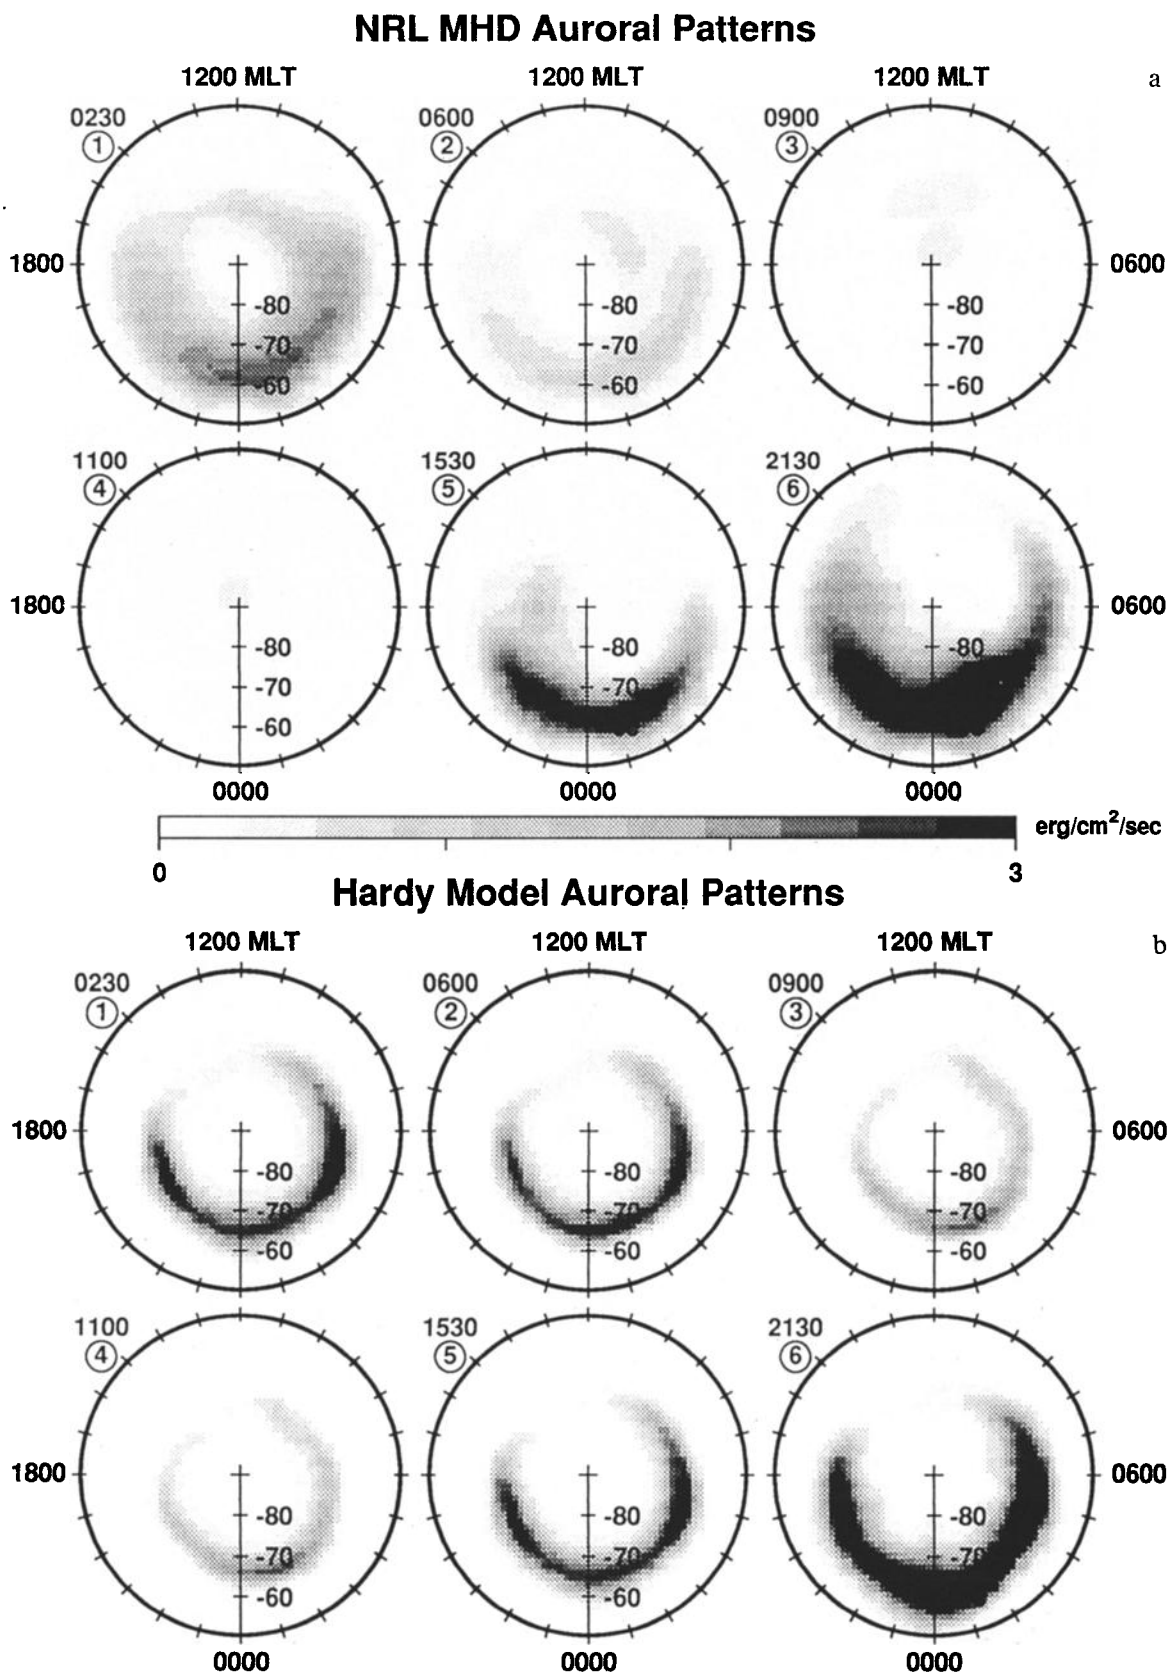 NRL MHD Auroral Patterns
a
1200 MLT 1200 MLT 1200 MLT
0230 0600 0900
1 2 3
1800 0600
-80 -80 -80
-70 -70 -70
-60 -60 -60
1100 1530 2130
4 5 6
1800 0600
-80 -80 -80
-70 -70
-60
0000 0000 0000
erg/cm²/sec
0 3
Hardy Model Auroral Patterns
b
1200 MLT 1200 MLT 1200 MLT
0230 0600 0900
1 2 3
1800 0600
-80 -80 -80
-70 -70 -70
-60 -60 -60
1100 1530 2130
4 5 6
1800 0600
-80 -80 -80
-70 -70 -70
-60 -60
0000 0000 0000